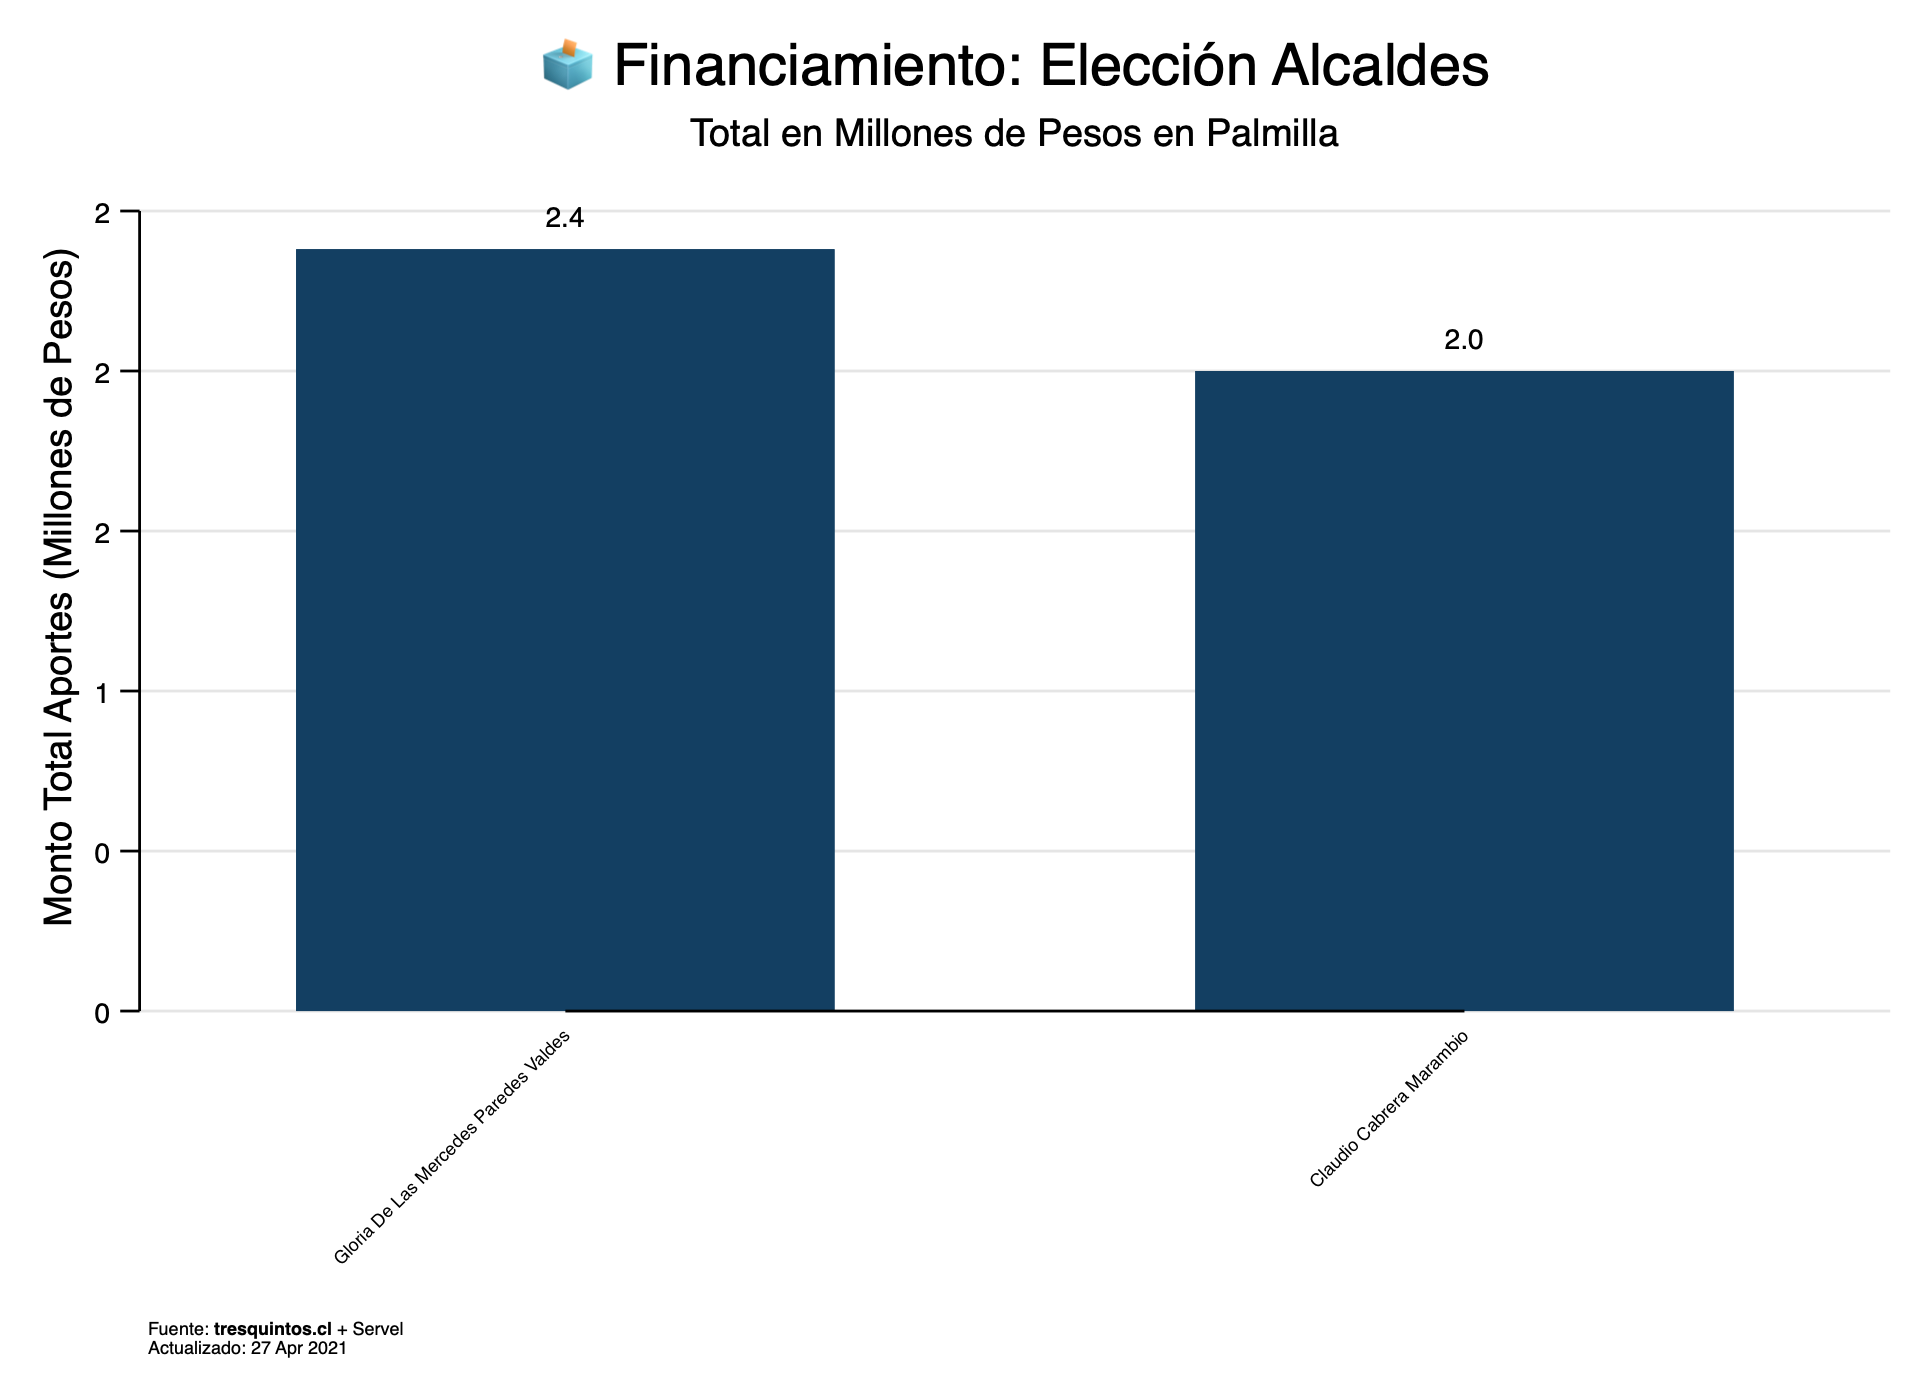 Financiamiento: Elección Alcaldes
Total en Millones de Pesos en Palmilla
Monto Total Aportes (Millones de Pesos)
2
2
2
1
0
0
2.4
2.0
Gloria De Las Mercedes Paredes Valdes
Claudio Cabrera Marambio
Fuente: tresquintos.cl + Servel
Actualizado: 27 Apr 2021